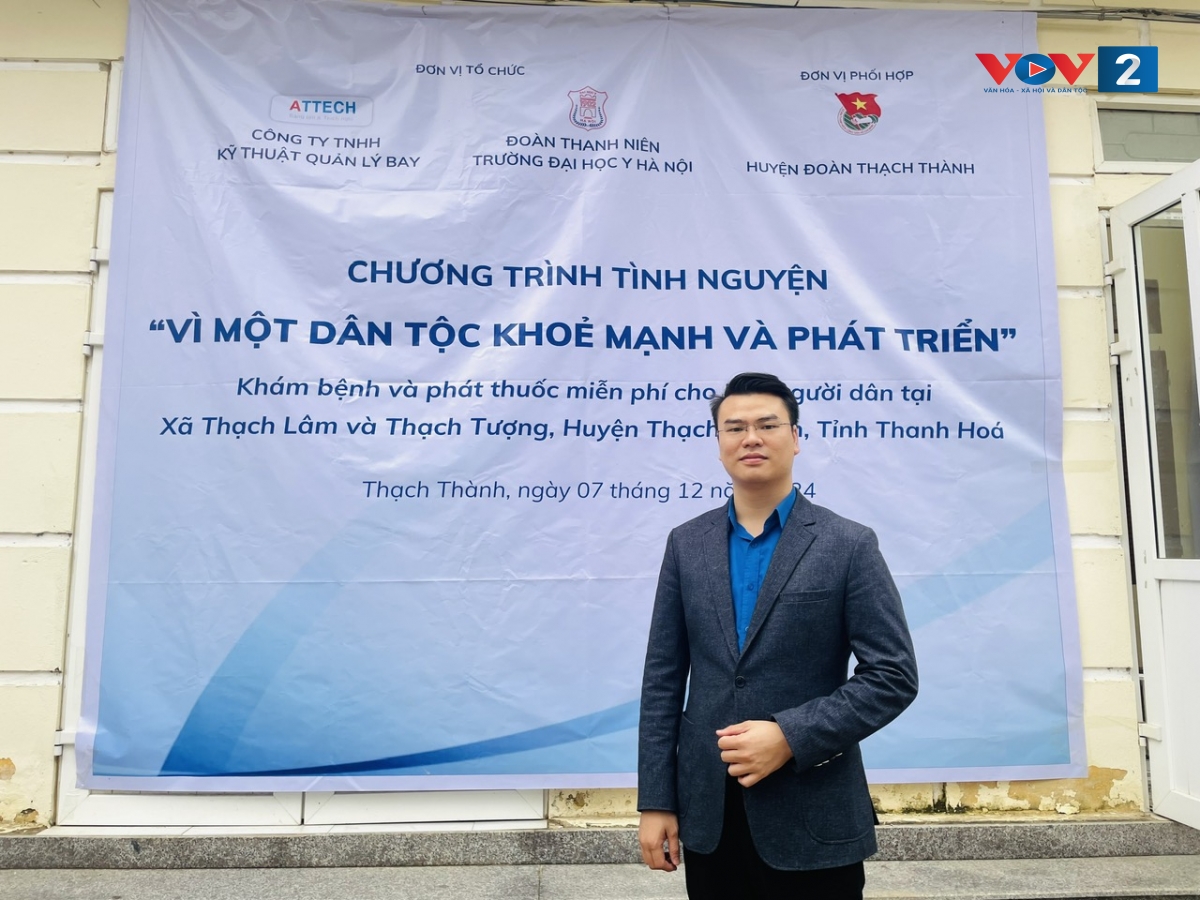 VOV 2
VĂN HÓA - XÃ HỘI VÀ DÂN TỘC
ĐƠN VỊ TỔ CHỨC
ĐƠN VỊ PHỐI HỢP
ATTECH
CÔNG TY TNHH
KỸ THUẬT QUẢN LÝ BAY
HÀ NỘI
ĐOÀN THANH NIÊN
TRƯỜNG ĐẠI HỌC Y HÀ NỘI
HUYỆN ĐOÀN THẠCH THÀNH
CHƯƠNG TRÌNH TÌNH NGUYỆN
“VÌ MỘT DÂN TỘC KHOẺ MẠNH VÀ PHÁT TRIỂN”
Khám bệnh và phát thuốc miễn phí cho người dân tại
Xã Thạch Lâm và Thạch Tượng, Huyện Thạch , Tỉnh Thanh Hoá
Thạch Thành, ngày 07 tháng 12 24